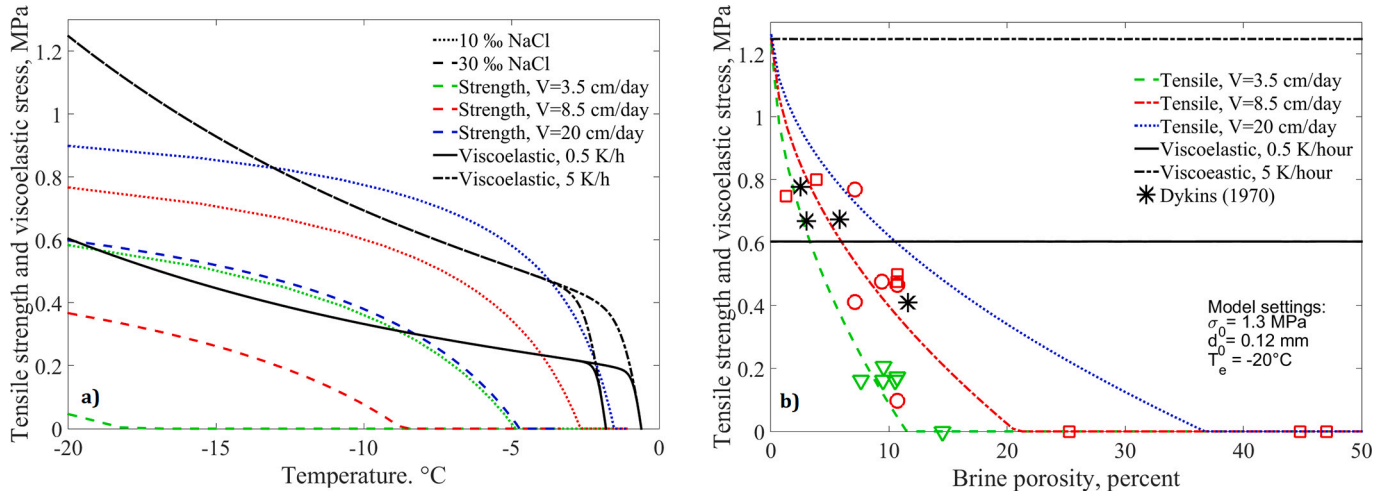 Tensile strength and viscoelastic sress, MPa
1.2
1
0.8
0.6
0.4
0.2
0
-20
-15
-10
-5
0
Temperature. °C
10 ‰ NaCl
30 ‰ NaCl
Strength, V=3.5 cm/day
Strength, V=8.5 cm/day
Strength, V=20 cm/day
Viscoelastic, 0.5 K/h
Viscoelastic, 5 K/h
a)
Tensile strength and viscoelastic stress, MPa
1.2
1
0.8
0.6
0.4
0.2
0
0
10
20
30
40
50
Brine porosity, percent
Tensile, V=3.5 cm/day
Tensile, V=8.5 cm/day
Tensile, V=20 cm/day
Viscoelastic, 0.5 K/hour
Viscoeastic, 5 K/hour
Dykins (1970)
Model settings:
σ0= 1.3 MPa
d0= 0.12 mm
Te = -20°C
b)